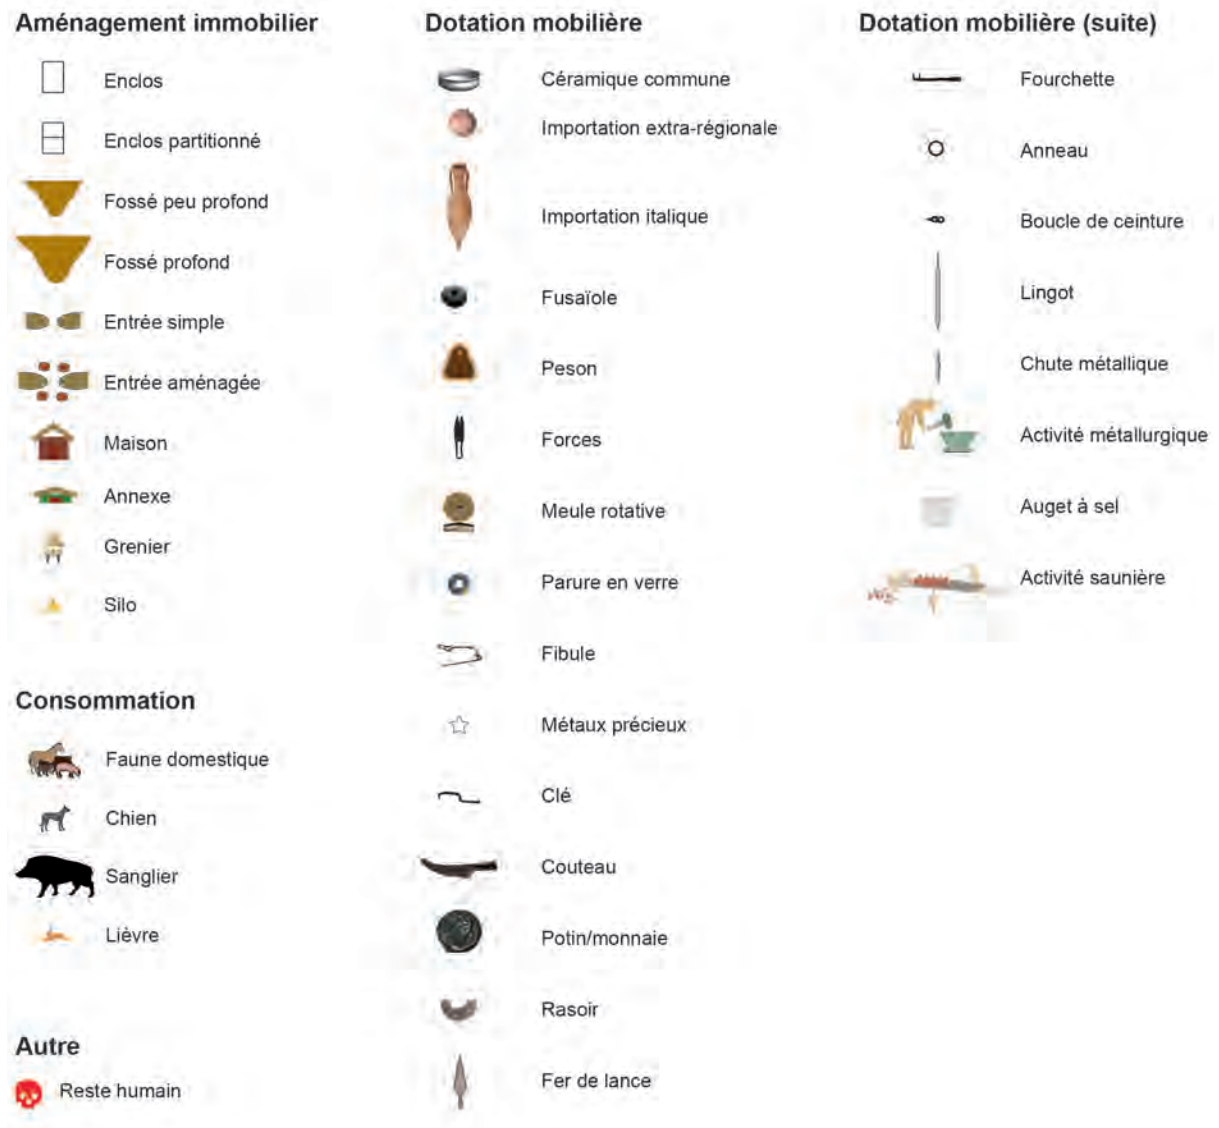 Aménagement immobilier
Enclos
Enclos partitionné
Fossé peu profond
Fossé profond
Entrée simple
Entrée aménagée
Maison
Annexe
Grenier
Silo
Consommation
Faune domestique
Chien
Sanglier
Lièvre
Autre
Reste humain
Dotation mobilière
Céramique commune
Importation extra-régionale
Importation italique
Fusaïole
Peson
Forces
Meule rotative
Parure en verre
Fibule
Métaux précieux
Clé
Couteau
Potin/monnaie
Rasoir
Fer de lance
Dotation mobilière (suite)
Fourchette
Anneau
Boucle de ceinture
Lingot
Chute métallique
Activité métallurgique
Auget à sel
Activité saunière